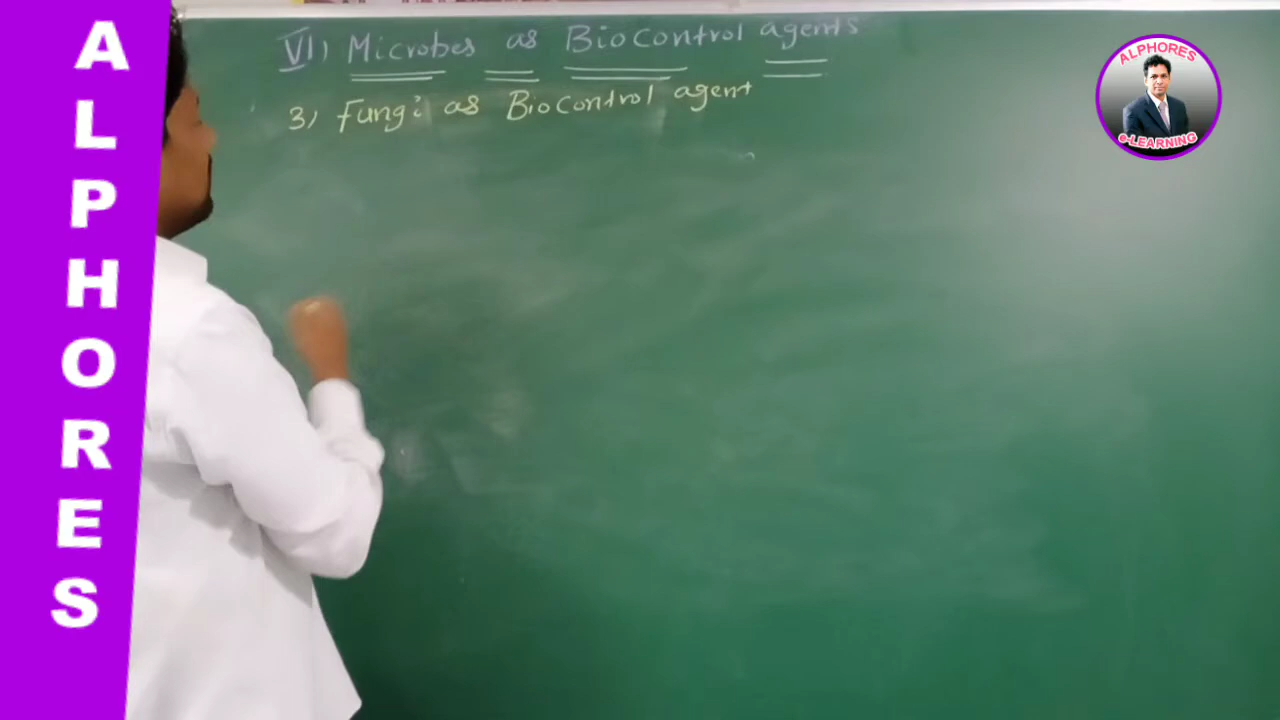 ALPHORES
VI) Microbes as Biocontrol agents
3) Fungi as Biocontrol agent
ALPHORES
e-LEARNING